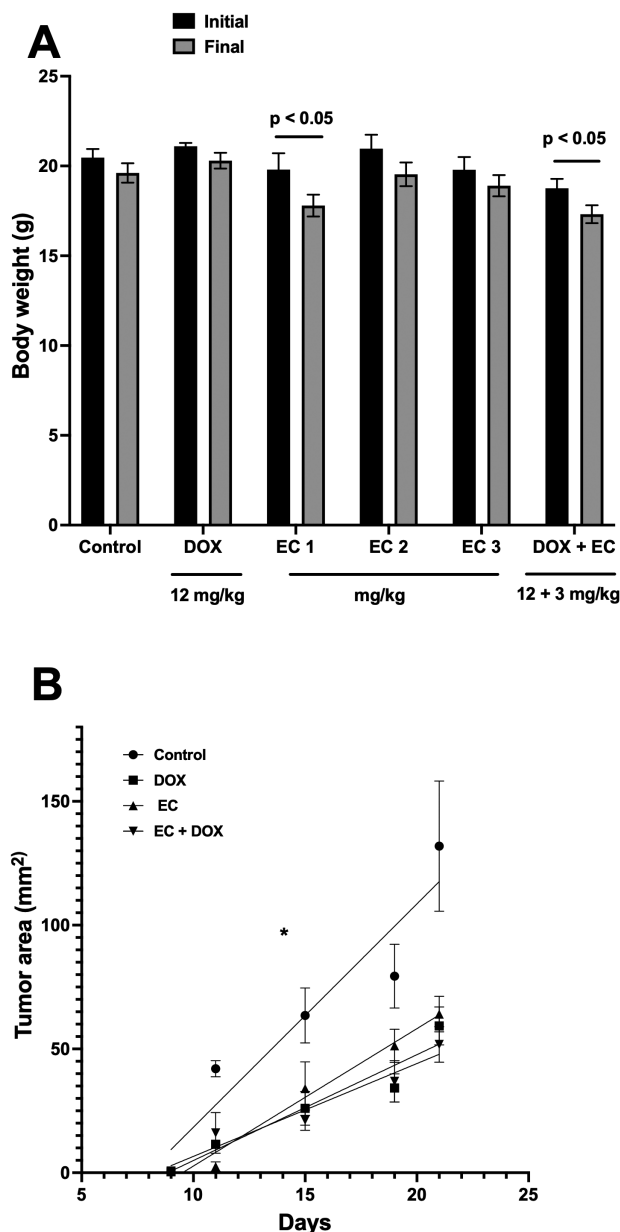 A
Initial
Final
25
20
15
10
5
0
Body weight (g)
p < 0.05
p < 0.05
Control DOX EC 1 EC 2 EC 3 DOX + EC
12 mg/kg mg/kg 12 + 3 mg/kg
B
Control
DOX
EC
EC + DOX
150
100
50
0
Tumor area (mm²)
*
5 10 15 20 25
Days